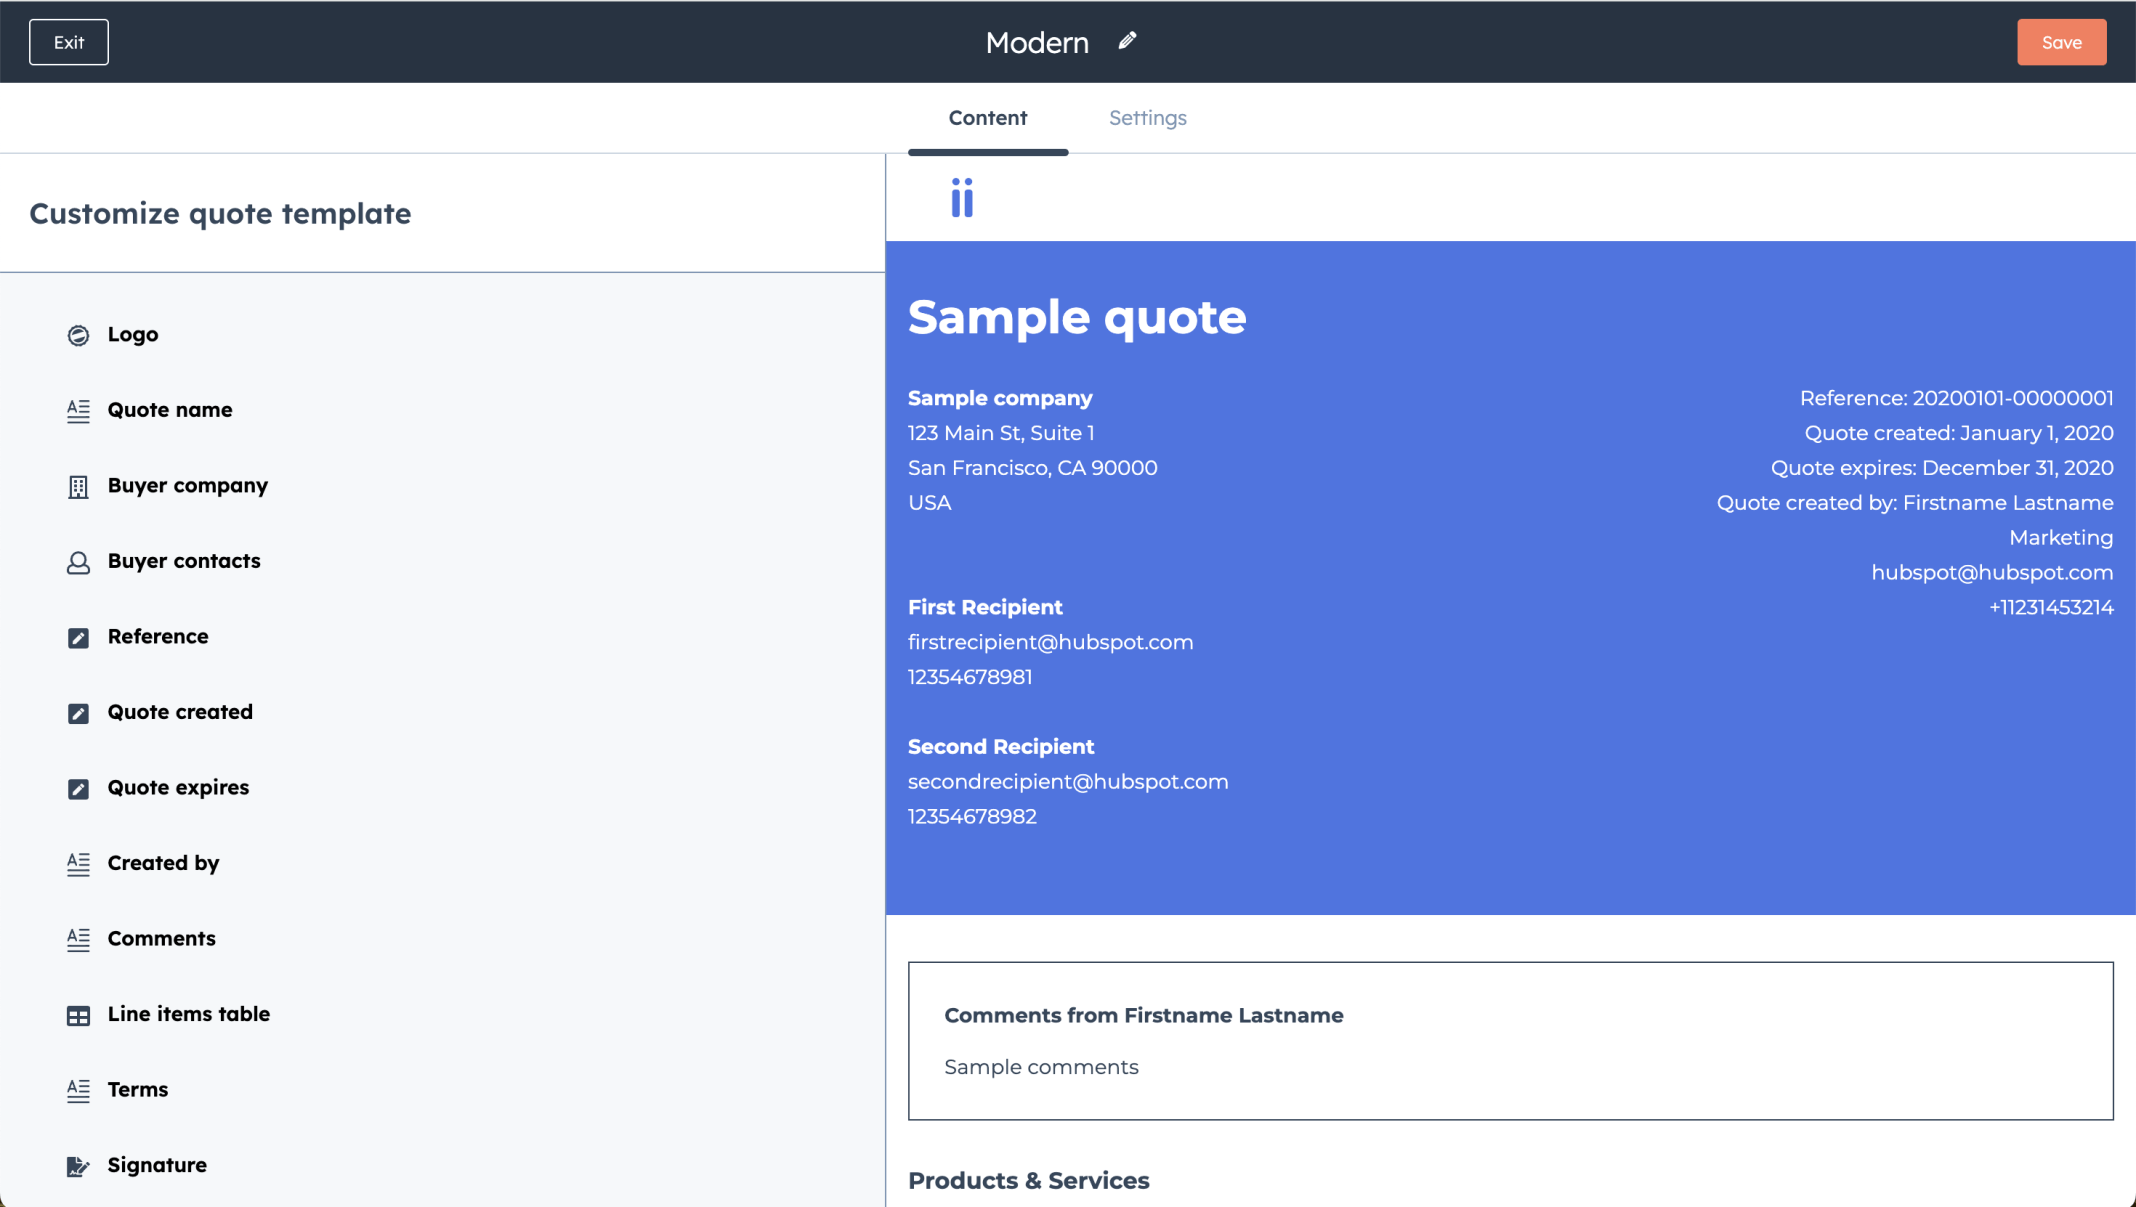 Exit
Modern
Save
Content
Settings
Customize quote template
Logo
Quote name
Buyer company
Buyer contacts
Reference
Quote created
Quote expires
Created by
Comments
Line items table
Terms
Signature
ii
Sample quote
Sample company
123 Main St, Suite 1
San Francisco, CA 90000
USA
First Recipient
firstrecipient@hubspot.com
12354678981
Second Recipient
secondrecipient@hubspot.com
12354678982
Reference: 20200101-00000001
Quote created: January 1, 2020
Quote expires: December 31, 2020
Quote created by: Firstname Lastname
Marketing
hubspot@hubspot.com
+11231453214
Comments from Firstname Lastname
Sample comments
Products & Services